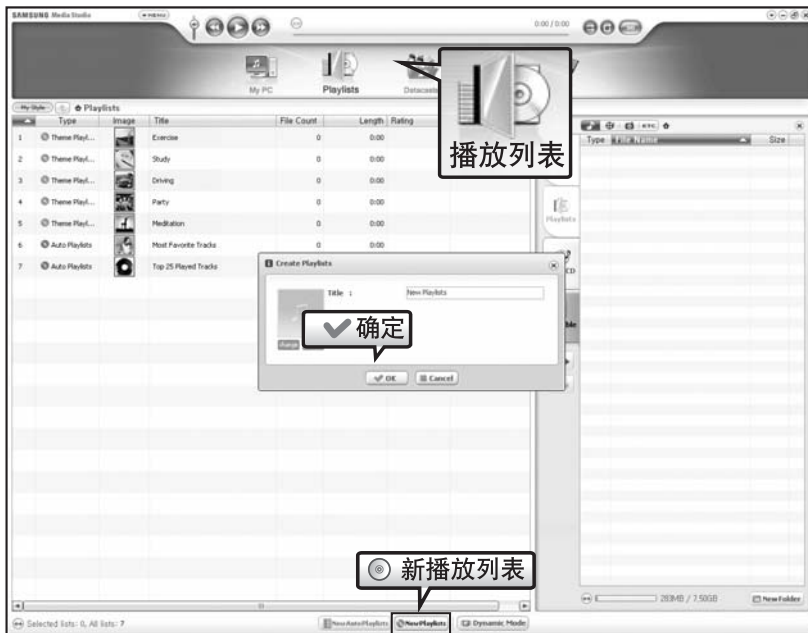 SAMSUNG Media Studio
MENU
0:00 / 0:00
My PC
Playlists
Datacasts
播放列表
My Style
Playlists
Type Image Title File Count Length Rating
1 Theme Playl... Exercise 0 0:00
2 Theme Playl... Study 0 0:00
3 Theme Playl... Driving 0 0:00
4 Theme Playl... Party 0 0:00
5 Theme Playl... Meditation 0 0:00
6 Auto Playlists Most Favorite Tracks 0 0:00
7 Auto Playlists Top 25 Played Tracks
ETC
Type File Name Size
Playlists
CD
Create Playlists
Title :
New Playlists
确定
change
OK
Cancel
新播放列表
283MB / 7.50GB
New Folder
Selected lists: 0, All lists: 7
New Auto Playlists
New Playlists
Dynamic Mode